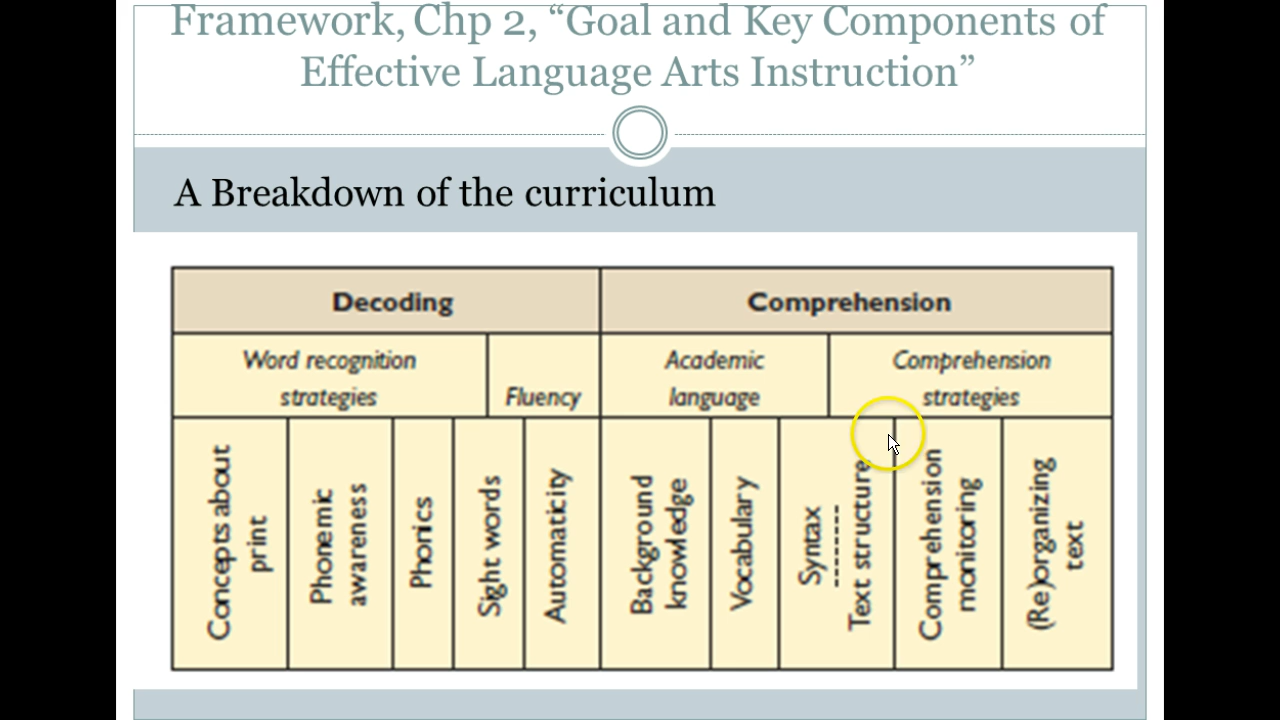 Framework, Chp 2, “Goal and Key Components of
Effective Language Arts Instruction”
A Breakdown of the curriculum
Decoding
Comprehension
Word recognition
strategies
Fluency
Academic
language
Comprehension
strategies
Concepts about
print
Phonemic
awareness
Phonics
Sight words
Automaticity
Background
knowledge
Vocabulary
Syntax
Text structure
Comprehension
monitoring
(Re)organizing
text